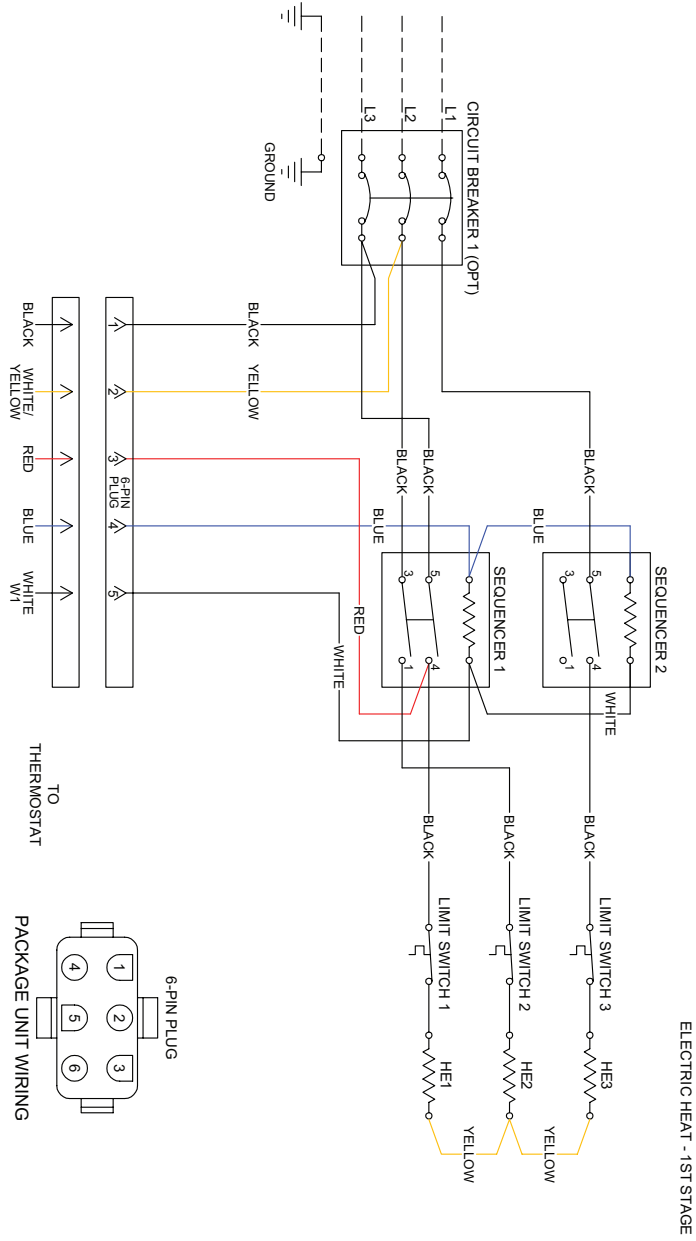 ELECTRIC HEAT - 1ST STAGE
CIRCUIT BREAKER 1 (OPT)
L1
L2
L3
GROUND
SEQUENCER 2
5
4
3
1
BLACK
BLUE
WHITE
BLACK
LIMIT SWITCH 3
HE3
YELLOW
SEQUENCER 1
5
4
3
1
BLACK
BLACK
BLACK
LIMIT SWITCH 2
HE2
YELLOW
BLACK
LIMIT SWITCH 1
HE1
BLUE
RED
WHITE
BLACK
YELLOW
1
2
3
6-PIN
PLUG
4
5
BLACK
WHITE/
YELLOW
RED
BLUE
WHITE
W1
TO
THERMOSTAT
6-PIN PLUG
1
2
3
4
5
6
PACKAGE UNIT WIRING